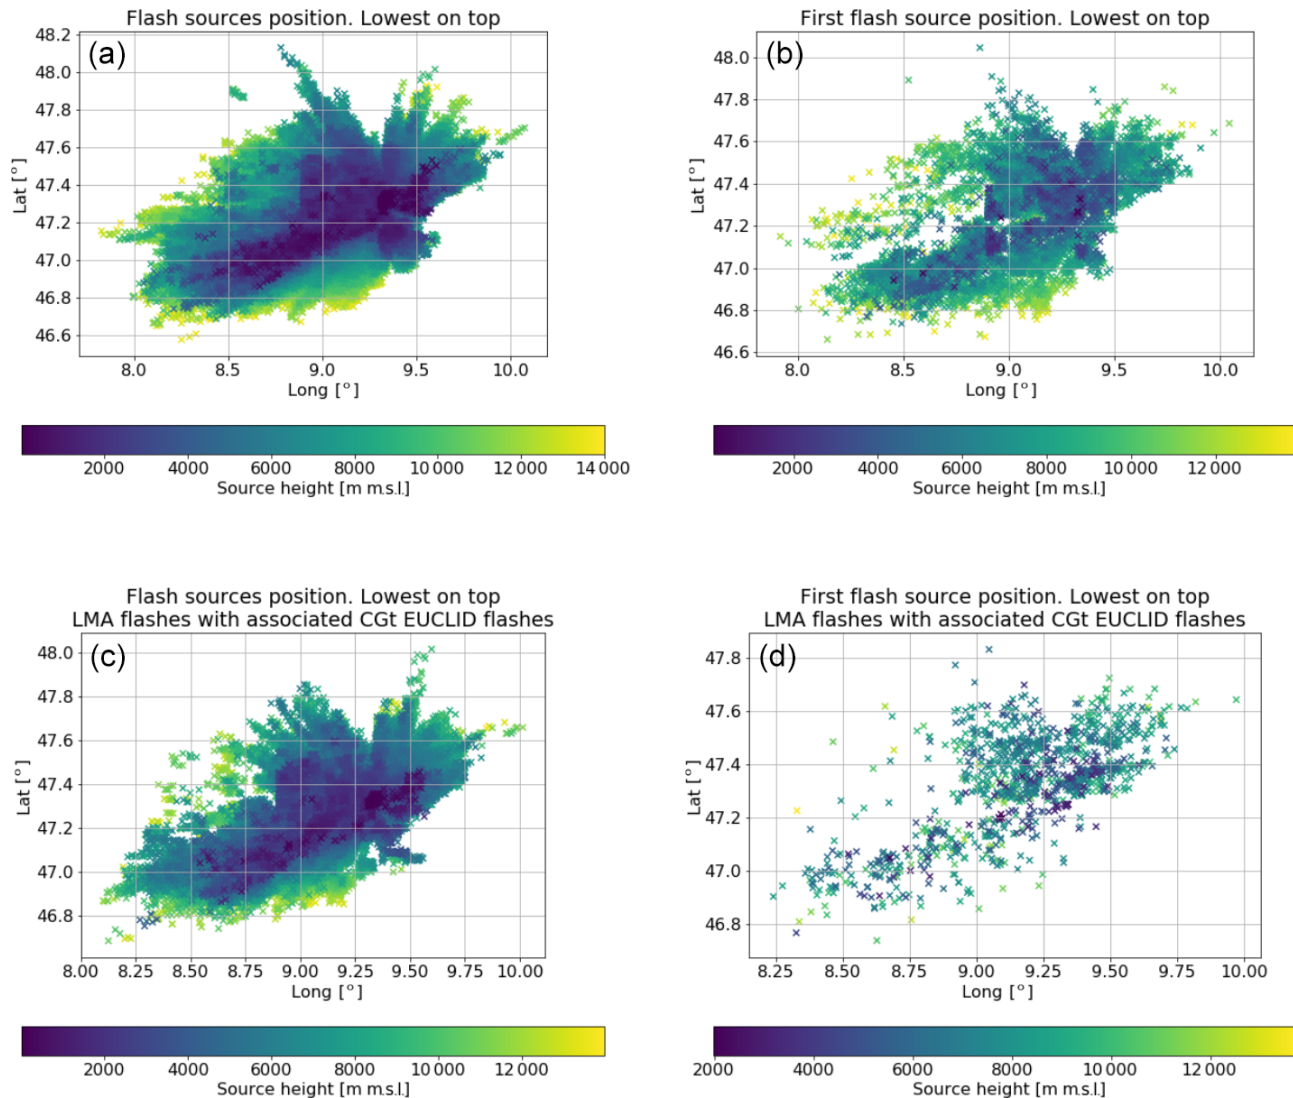 Flash sources position. Lowest on top
(a)
48.2
48.0
47.8
47.6
47.4
47.2
47.0
46.8
46.6
Lat [°]
8.0 8.5 9.0 9.5 10.0
Long [°]
2000 4000 6000 8000 10 000 12 000 14 000
Source height [m m.s.l.]
First flash source position. Lowest on top
(b)
48.0
47.8
47.6
47.4
47.2
47.0
46.8
46.6
Lat [°]
8.0 8.5 9.0 9.5 10.0
Long [°]
2000 4000 6000 8000 10 000 12 000
Source height [m m.s.l.]
Flash sources position. Lowest on top
LMA flashes with associated CGt EUCLID flashes
(c)
48.0
47.8
47.6
47.4
47.2
47.0
46.8
Lat [°]
8.00 8.25 8.50 8.75 9.00 9.25 9.50 9.75 10.00
Long [°]
2000 4000 6000 8000 10 000 12 000
Source height [m m.s.l.]
First flash source position. Lowest on top
LMA flashes with associated CGt EUCLID flashes
(d)
47.8
47.6
47.4
47.2
47.0
46.8
Lat [°]
8.25 8.50 8.75 9.00 9.25 9.50 9.75 10.00
Long [°]
2000 4000 6000 8000 10 000 12 000
Source height [m m.s.l.]